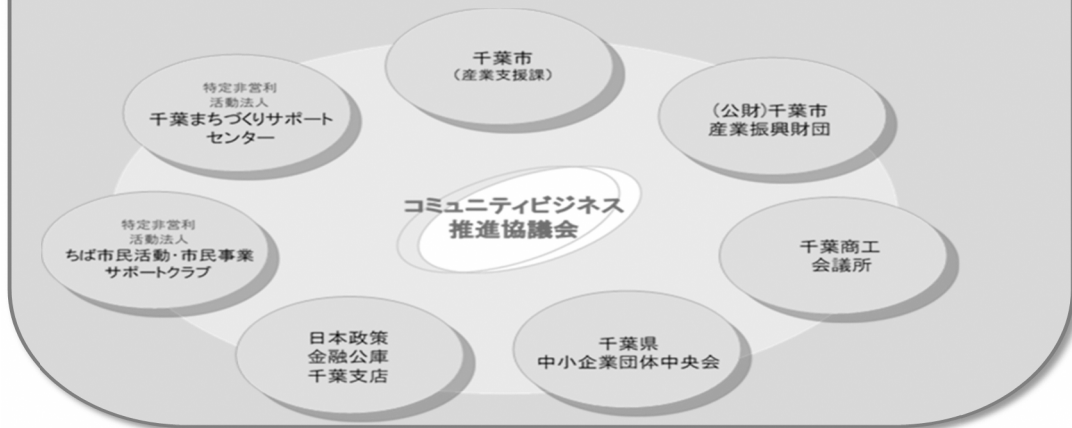 千葉市
(産業支援課)
特定非営利
活動法人
千葉まちづくりサポート
センター
(公財)千葉市
産業振興財団
コミュニティビジネス
推進協議会
特定非営利
活動法人
ちば市民活動・市民事業
サポートクラブ
千葉商工
会議所
日本政策
金融公庫
千葉支店
千葉県
中小企業団体中央会